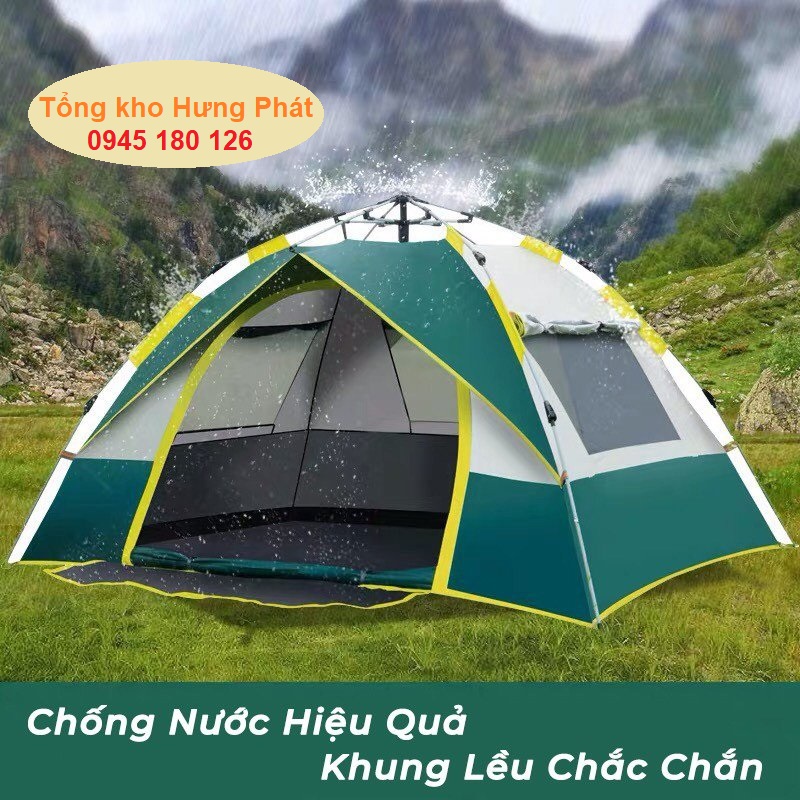 Tổng kho Hưng Phát
0945 180 126
Chống Nước Hiệu Quả
Khung Lều Chắc Chắn